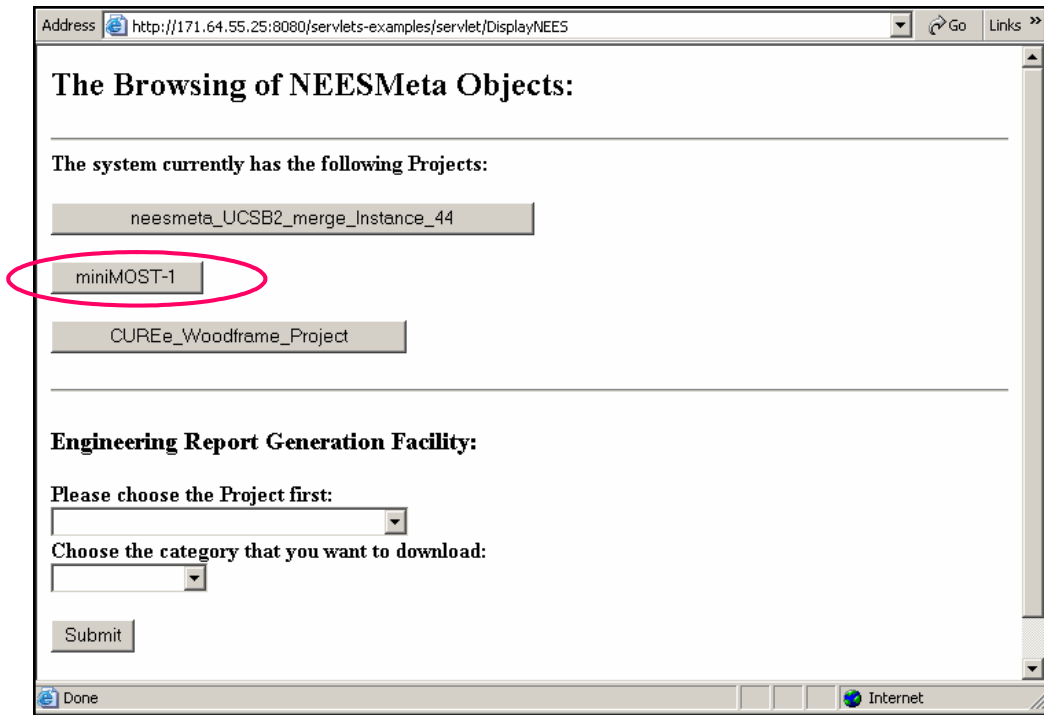 Address http://171.64.55.25:8080/servlets-examples/servlet/DisplayNEES Go Links »
The Browsing of NEESMeta Objects:
The system currently has the following Projects:
neesmeta_UCSB2_merge_Instance_44
miniMOST-1
CUREe_Woodframe_Project
Engineering Report Generation Facility:
Please choose the Project first:
Choose the category that you want to download:
Submit
Done Internet